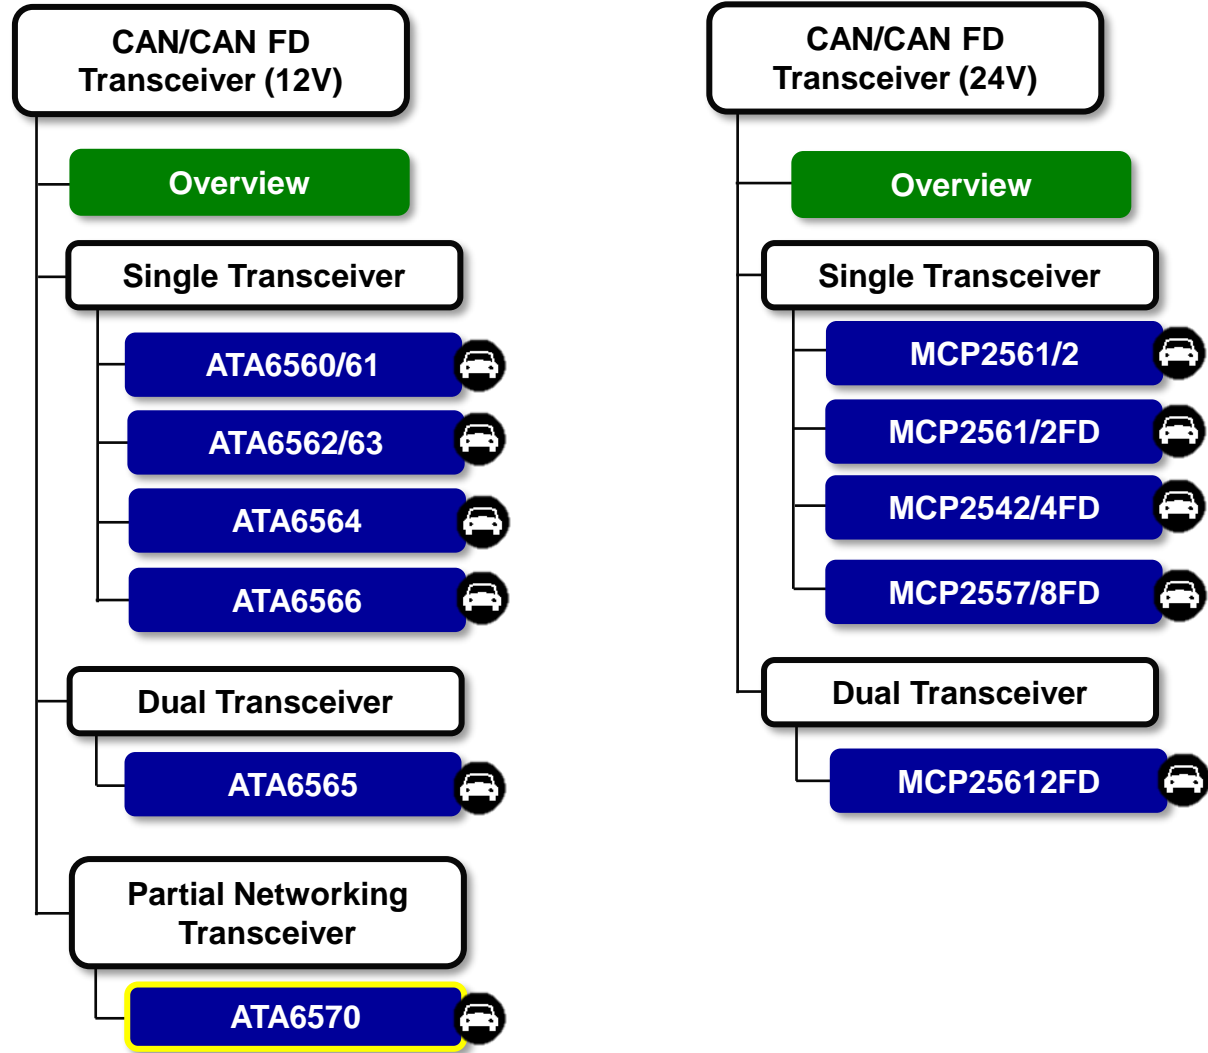 CAN/CAN FD
Transceiver (12V)
Overview
Single Transceiver
ATA6560/61
ATA6562/63
ATA6564
ATA6566
Dual Transceiver
ATA6565
Partial Networking
Transceiver
ATA6570
CAN/CAN FD
Transceiver (24V)
Overview
Single Transceiver
MCP2561/2
MCP2561/2FD
MCP2542/4FD
MCP2557/8FD
Dual Transceiver
MCP25612FD